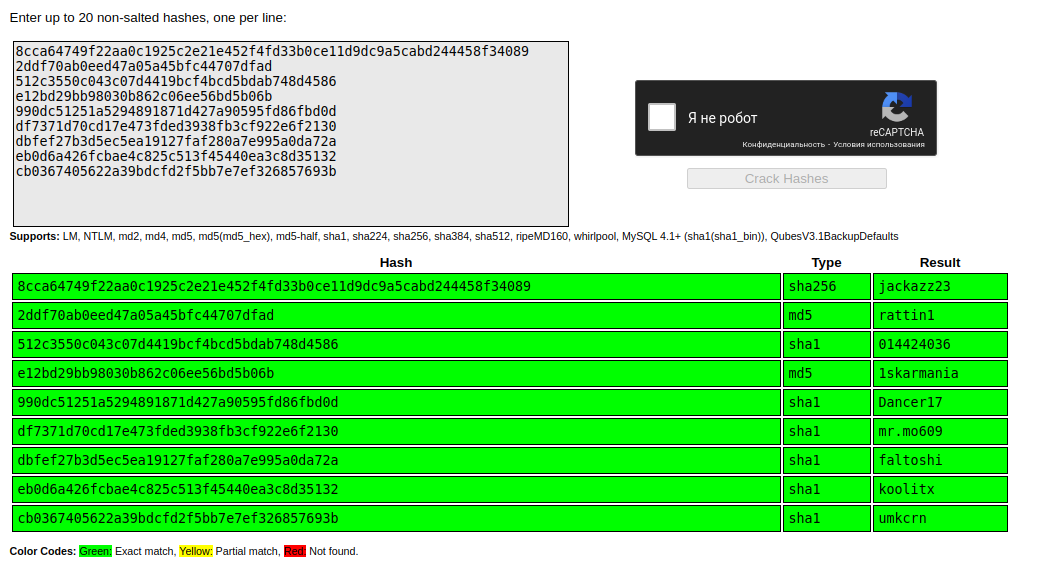 Enter up to 20 non-salted hashes, one per line:
8cca64749f22aa0c1925c2e21e452f4fd33b0ce11d9dc9a5cabd244458f34089
2ddf70ab0eed47a05a45bfc44707dfad
512c3550c043c07d4419bcf4bcd5bdab748d4586
e12bd29bb98030b862c06ee56bd5b06b
990dc51251a5294891871d427a90595fd86fbd0d
df7371d70cd17e473fded3938fb3cf922e6f2130
dbfef27b3d5ec5ea19127faf280a7e995a0da72a
eb0d6a426fcbae4c825c513f45440ea3c8d35132
cb0367405622a39bdcfd2f5bb7e7ef326857693b
Я не робот
reCAPTCHA
Конфиденциальность - Условия использования
Crack Hashes
Supports: LM, NTLM, md2, md4, md5, md5(md5_hex), md5-half, sha1, sha224, sha256, sha384, sha512, ripeMD160, whirlpool, MySQL 4.1+ (sha1(sha1_bin)), QubesV3.1BackupDefaults
Hash Type Result
8cca64749f22aa0c1925c2e21e452f4fd33b0ce11d9dc9a5cabd244458f34089 sha256 jackazz23
2ddf70ab0eed47a05a45bfc44707dfad md5 rattin1
512c3550c043c07d4419bcf4bcd5bdab748d4586 sha1 014424036
e12bd29bb98030b862c06ee56bd5b06b md5 1skarmania
990dc51251a5294891871d427a90595fd86fbd0d sha1 Dancer17
df7371d70cd17e473fded3938fb3cf922e6f2130 sha1 mr.mo609
dbfef27b3d5ec5ea19127faf280a7e995a0da72a sha1 faltoshi
eb0d6a426fcbae4c825c513f45440ea3c8d35132 sha1 koolitx
cb0367405622a39bdcfd2f5bb7e7ef326857693b sha1 umkcrn
Color Codes: Green: Exact match, Yellow: Partial match, Red: Not found.